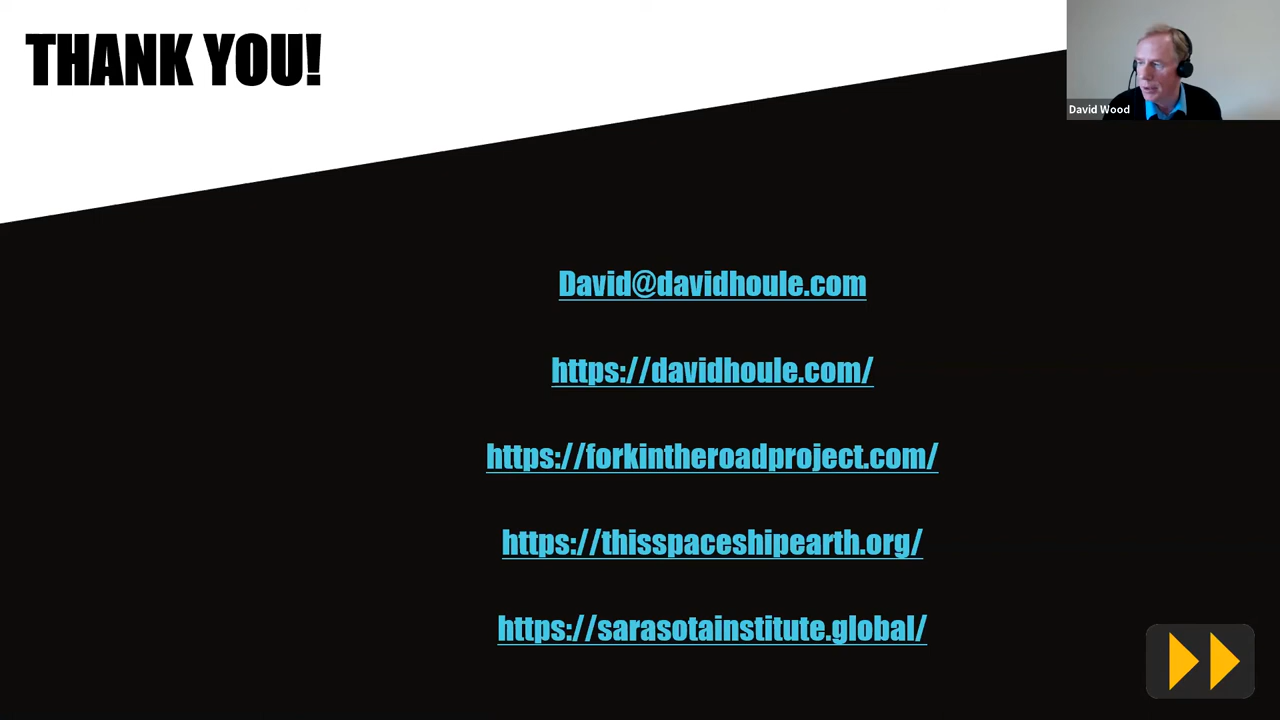 THANK YOU!
David Wood
David@davidhoule.com
https://davidhoule.com/
https://forkintheroadproject.com/
https://thisspaceshipearth.org/
https://sarasotainstitute.global/